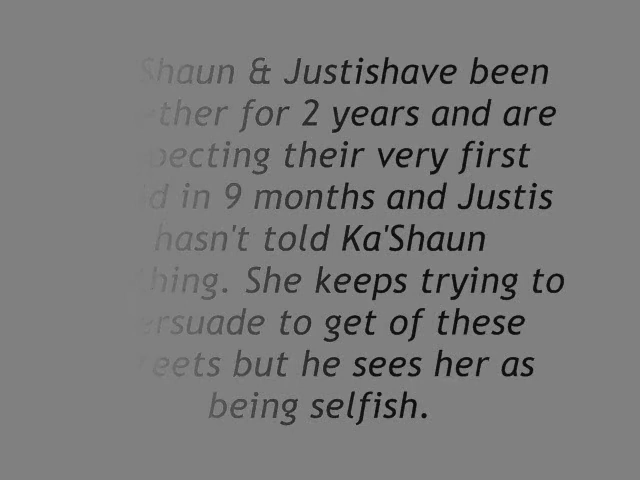 Shaun & Justishave been
for 2 years and are
their very first
in 9 months and Justis
hasn't told Ka'Shaun
She keeps trying to
to get of these
but he sees her as
being selfish.